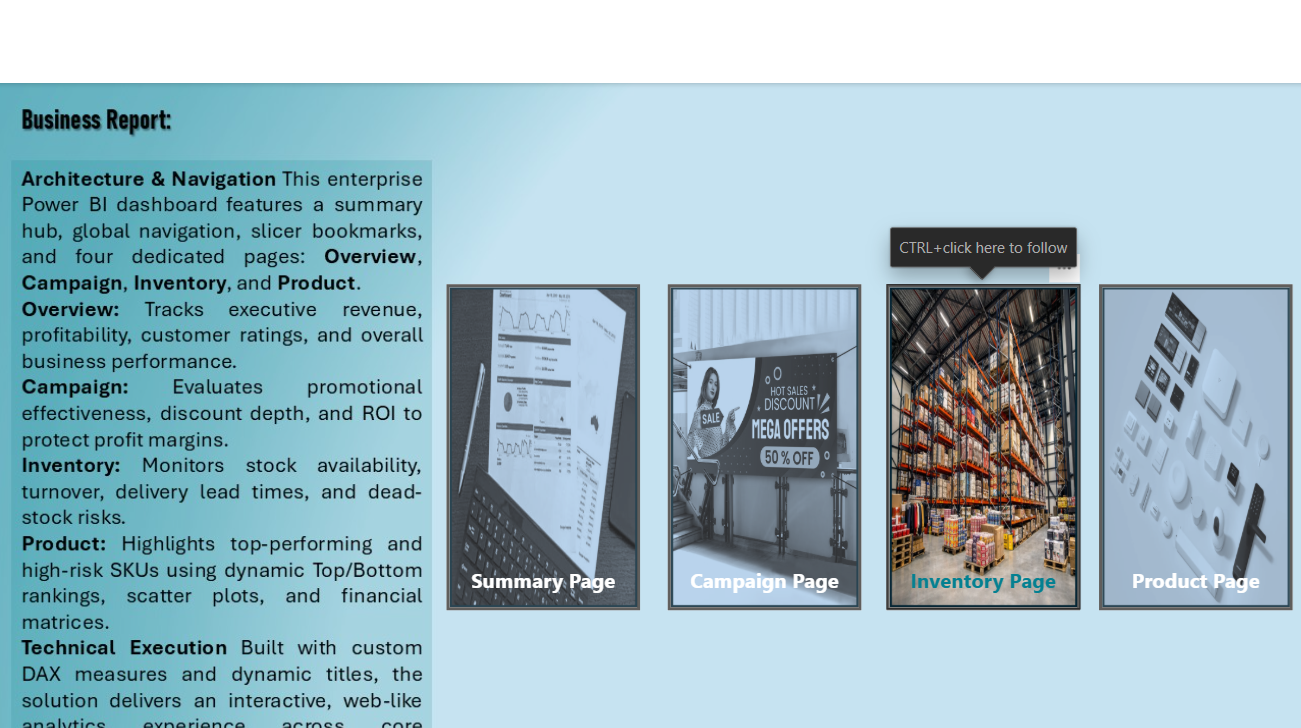 Business Report:
Architecture & Navigation This enterprise
Power BI dashboard features a summary
hub, global navigation, slicer bookmarks,
and four dedicated pages: Overview,
Campaign, Inventory, and Product.
Overview: Tracks executive revenue,
profitability, customer ratings, and overall
business performance.
Campaign: Evaluates promotional
effectiveness, discount depth, and ROI to
protect profit margins.
Inventory: Monitors stock availability,
turnover, delivery lead times, and dead-
stock risks.
Product: Highlights top-performing and
high-risk SKUs using dynamic Top/Bottom
rankings, scatter plots, and financial
matrices.
Technical Execution Built with custom
DAX measures and dynamic titles, the
solution delivers an interactive, web-like
analytics experience across core
CTRL+click here to follow
Summary Page
HOT SALES
DISCOUNT
SALE
MEGA OFFERS
50 % OFF
Campaign Page
Inventory Page
Product Page